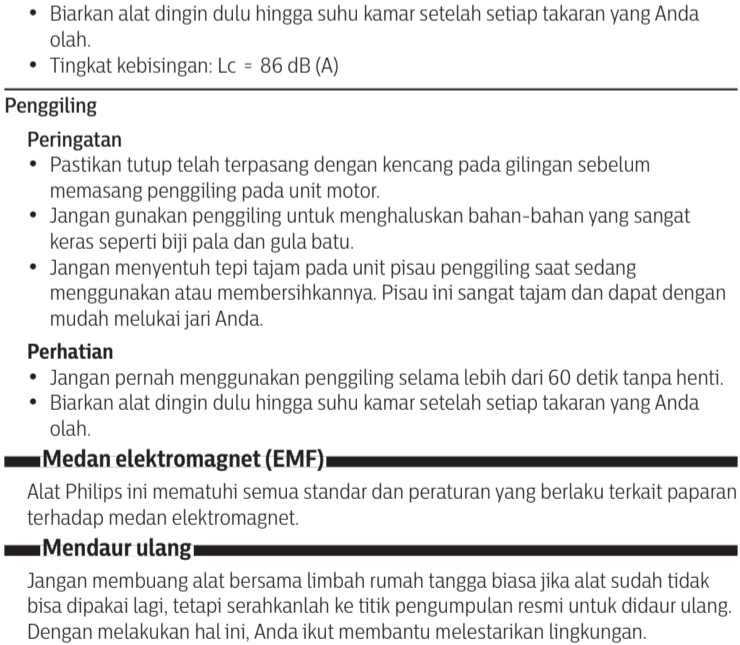 • Biarkan alat dingin dulu hingga suhu kamar setelah setiap takaran yang Anda
olah.
• Tingkat kebisingan: Lc = 86 dB (A)
Penggiling
Peringatan
• Pastikan tutup telah terpasang dengan kencang pada gilingan sebelum
memasang penggiling pada unit motor.
• Jangan gunakan penggiling untuk menghaluskan bahan-bahan yang sangat
keras seperti biji pala dan gula batu.
• Jangan menyentuh tepi tajam pada unit pisau penggiling saat sedang
menggunakan atau membersihkannya. Pisau ini sangat tajam dan dapat dengan
mudah melukai jari Anda.
Perhatian
• Jangan pernah menggunakan penggiling selama lebih dari 60 detik tanpa henti.
• Biarkan alat dingin dulu hingga suhu kamar setelah setiap takaran yang Anda
olah.
Medan elektromagnet (EMF)
Alat Philips ini mematuhi semua standar dan peraturan yang berlaku terkait paparan
terhadap medan elektromagnet.
Mendaur ulang
Jangan membuang alat bersama limbah rumah tangga biasa jika alat sudah tidak
bisa dipakai lagi, tetapi serahkanlah ke titik pengumpulan resmi untuk didaur ulang.
Dengan melakukan hal ini, Anda ikut membantu melestarikan lingkungan.